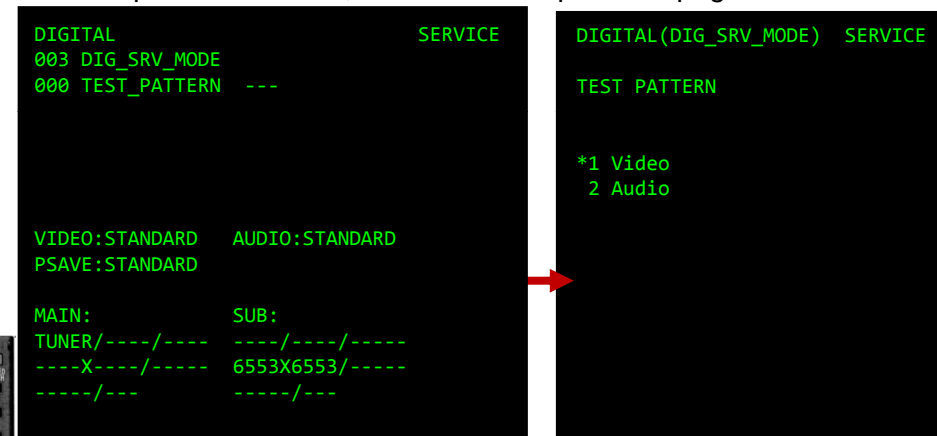 DIGITAL SERVICE
003 DIG_SRV_MODE
000 TEST_PATTERN ---
VIDEO:STANDARD AUDIO:STANDARD
PSAVE:STANDARD
MAIN: SUB:
TUNER/----/---- ----/----/-----
----X----/----- 6553X6553/-----
-----/--- -----/---
DIGITAL(DIG_SRV_MODE) SERVICE
TEST PATTERN
*1 Video
2 Audio